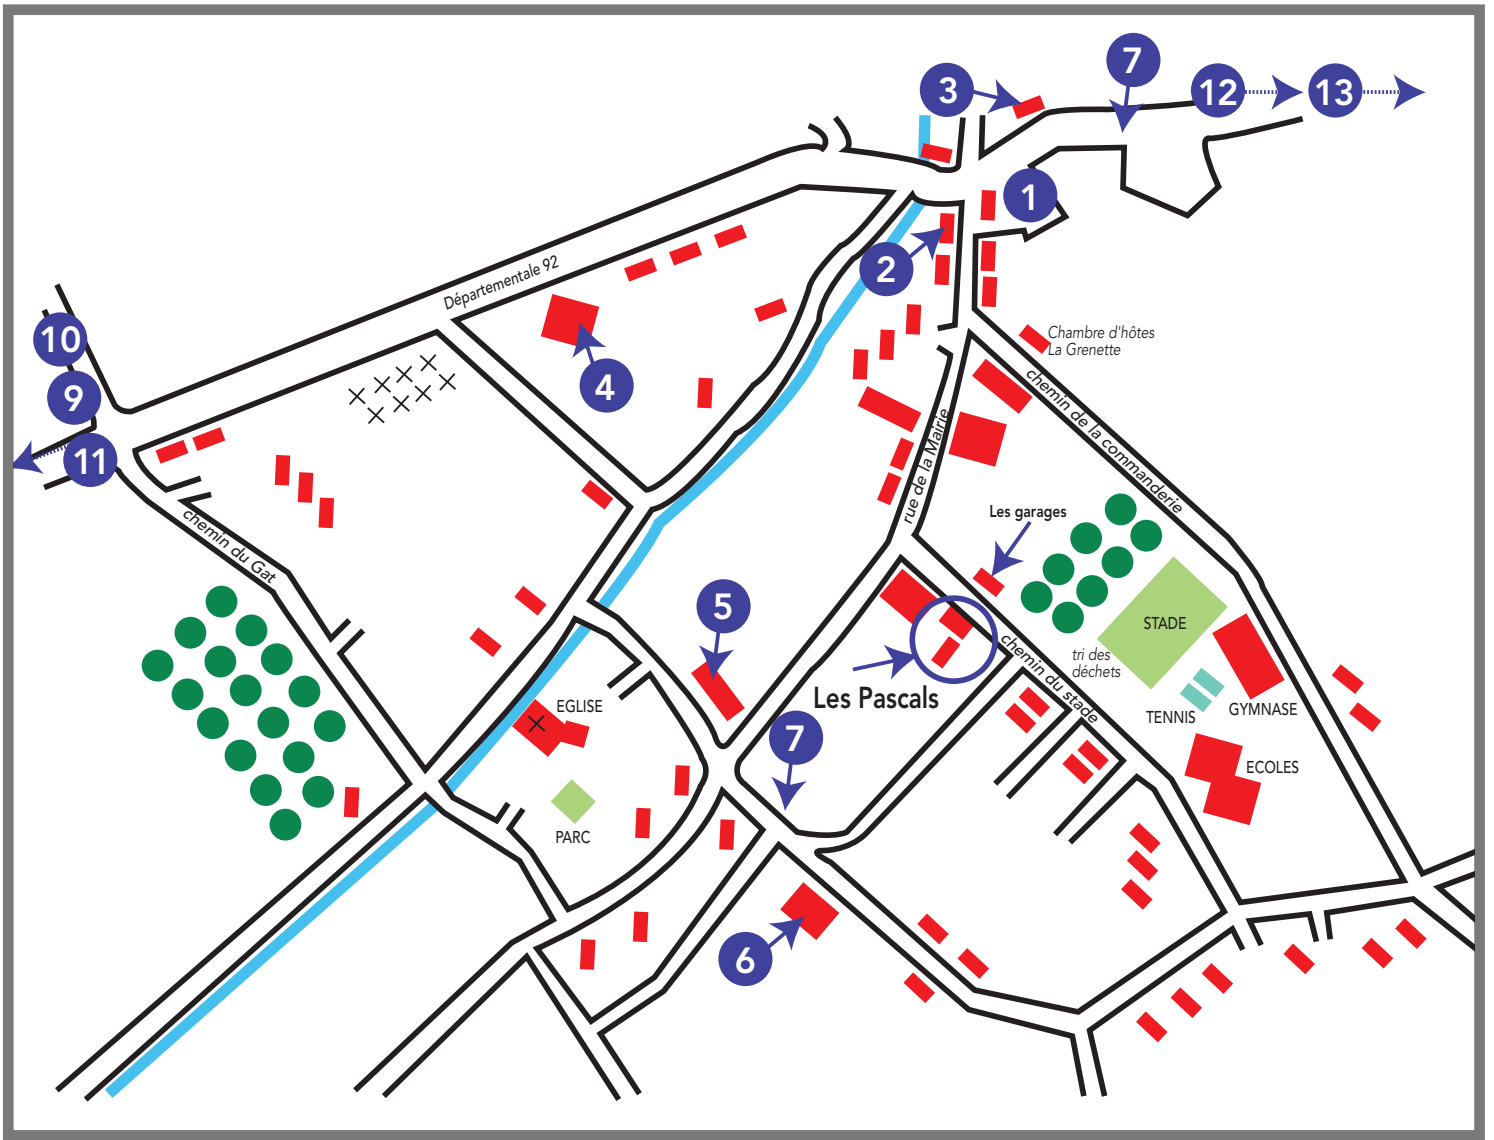 7
3
12
13
1
2
Départementale 92
10
Chambre d'hôtes
La Grenette
4
9
chemin de la commanderie
rue de la Mairie
11
Les garages
chemin du Gat
5
STADE
tri des
déchets
chemin du stade
Les Pascals
EGLISE
TENNIS
GYMNASE
7
ECOLES
PARC
6